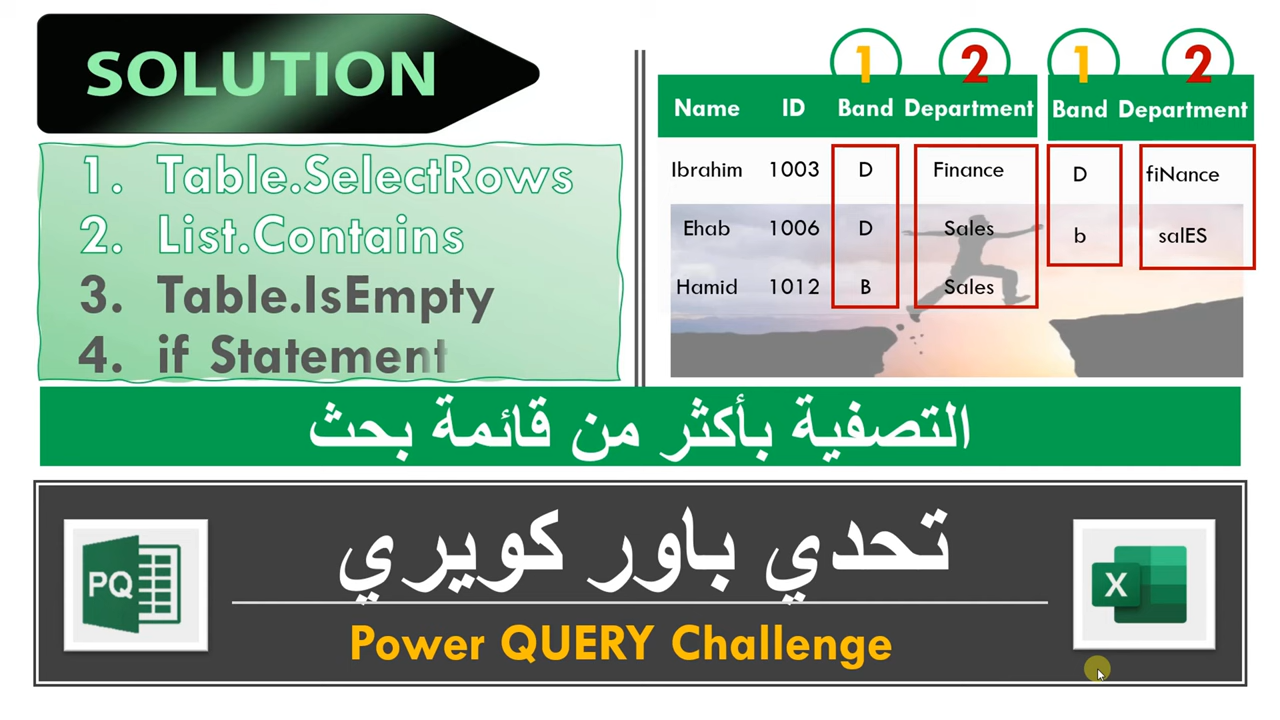 SOLUTION
1. Table.SelectRows
2. List.Contains
3. Table.IsEmpty
4. if Statement
1 2 1 2
Name ID Band Department Band Department
Ibrahim 1003 D Finance D fiNance
Ehab 1006 D Sales b salES
Hamid 1012 B Sales
التصفية بأكثر من قائمة بحث
تحدي باور كويري
Power QUERY Challenge
PQ
X